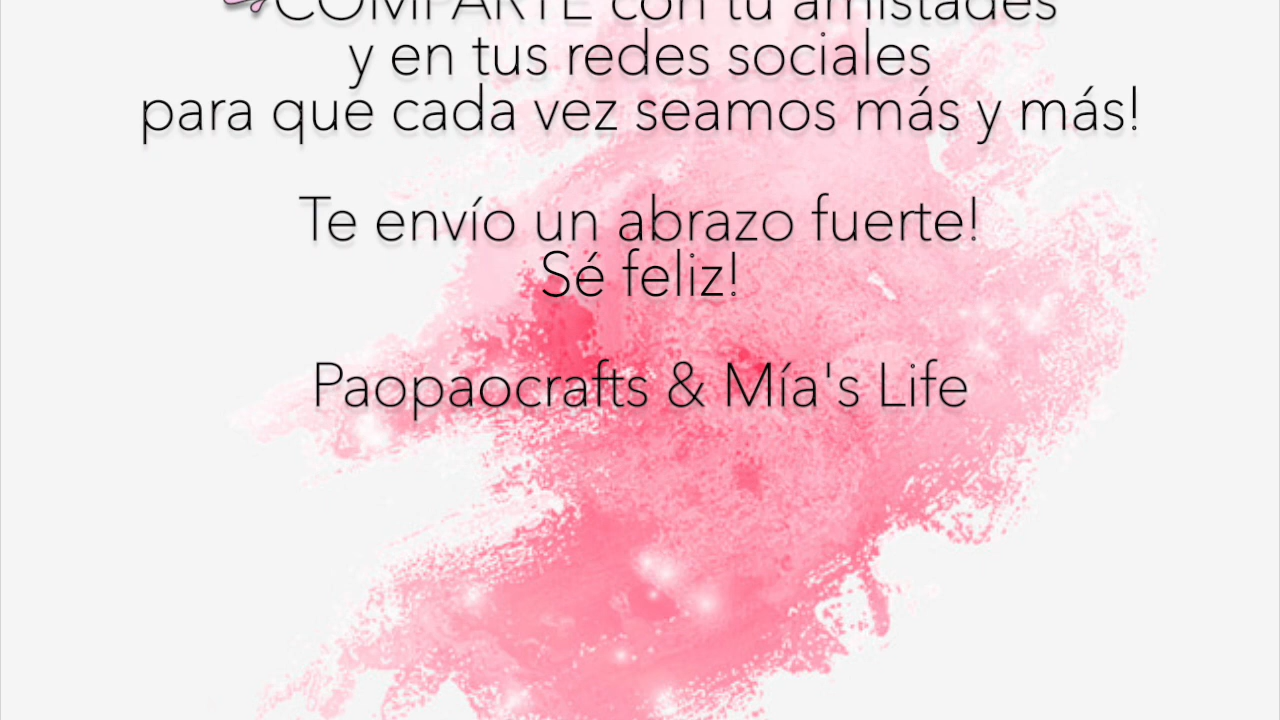 COMPARTE con tu amistades
y en tus redes sociales
para que cada vez seamos más y más!
Te envío un abrazo fuerte!
Sé feliz!
Paopaocrafts & Mía's Life